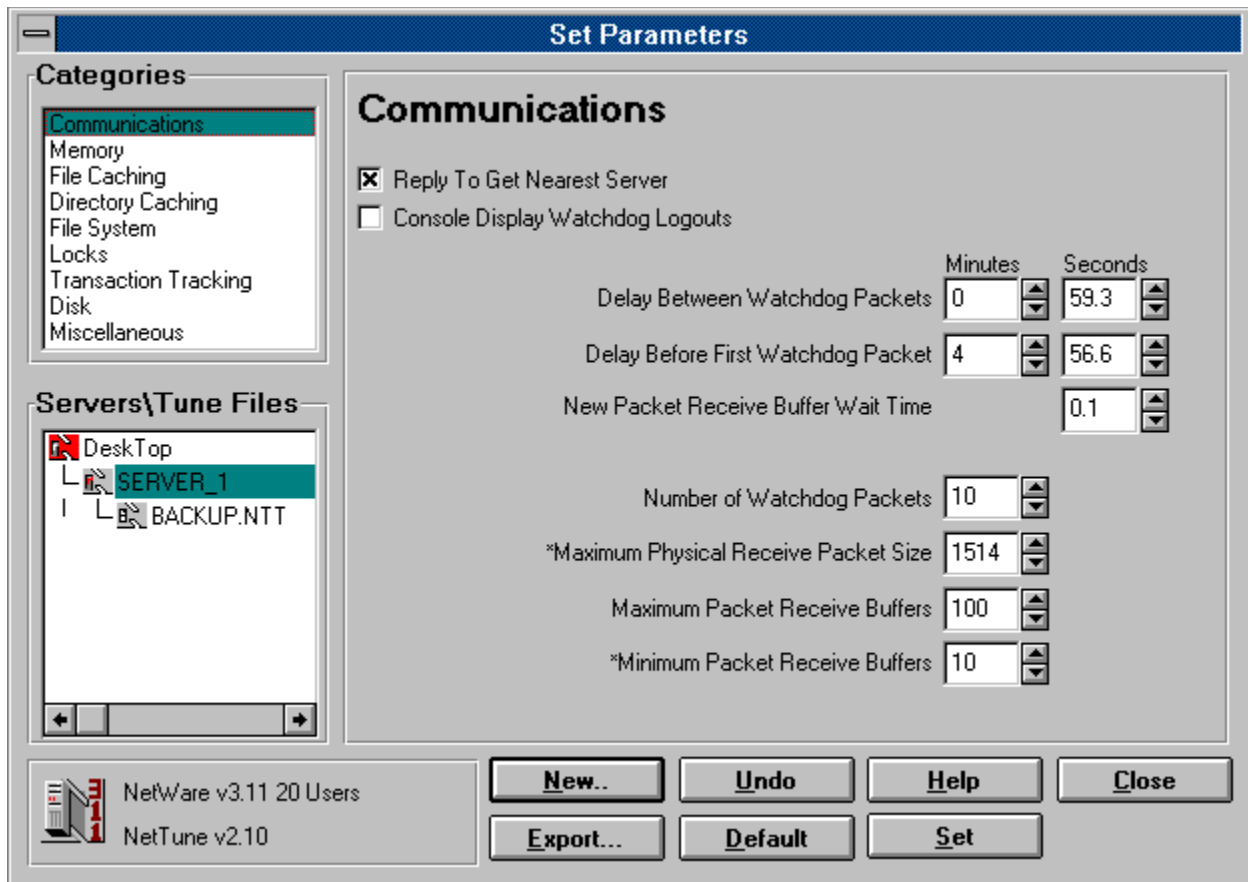 Set Parameters
Categories
Communications
Memory
File Caching
Directory Caching
File System
Locks
Transaction Tracking
Disk
Miscellaneous
Servers\Tune Files
DeskTop
SERVER_1
BACKUP.NTT
Communications
Reply To Get Nearest Server
Console Display Watchdog Logouts
Minutes Seconds
Delay Between Watchdog Packets 0 59.3
Delay Before First Watchdog Packet 4 56.6
New Packet Receive Buffer Wait Time 0.1
Number of Watchdog Packets 10
*Maximum Physical Receive Packet Size 1514
Maximum Packet Receive Buffers 100
*Minimum Packet Receive Buffers 10
311
NetWare v3.11 20 Users
NetTune v2.10
New.. Undo Help Close
Export... Default Set